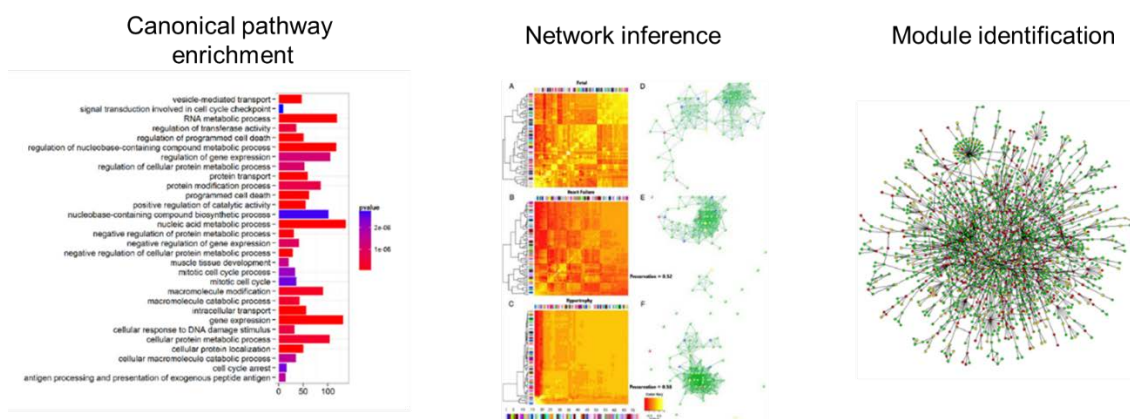 Canonical pathway
enrichment
Network inference
Module identification
vesicle-mediated transport
signal transduction involved in cell cycle checkpoint
RNA metabolic process
regulation of transferase activity
regulation of programmed cell death
regulation of nucleobase-containing compound metabolic process
regulation of gene expression
regulation of cellular protein metabolic process
protein transport
protein modification process
programmed cell death
positive regulation of catalytic activity
nucleobase-containing compound biosynthetic process
nucleic acid metabolic process
negative regulation of protein metabolic process
negative regulation of gene expression
negative regulation of cellular protein metabolic process
muscle tissue development
mitotic cell cycle process
mitotic cell cycle
macromolecule modification
macromolecule catabolic process
intracellular transport
gene expression
cellular response to DNA damage stimulus
cellular protein metabolic process
cellular protein localization
cellular macromolecule catabolic process
cell cycle arrest
antigen processing and presentation of exogenous peptide antigen
0 50 100
pvalue
2e-06
1e-06
A
Fetal
D
B
Heart Failure
E
Preservation = 0.52
C
Hypertrophy
F